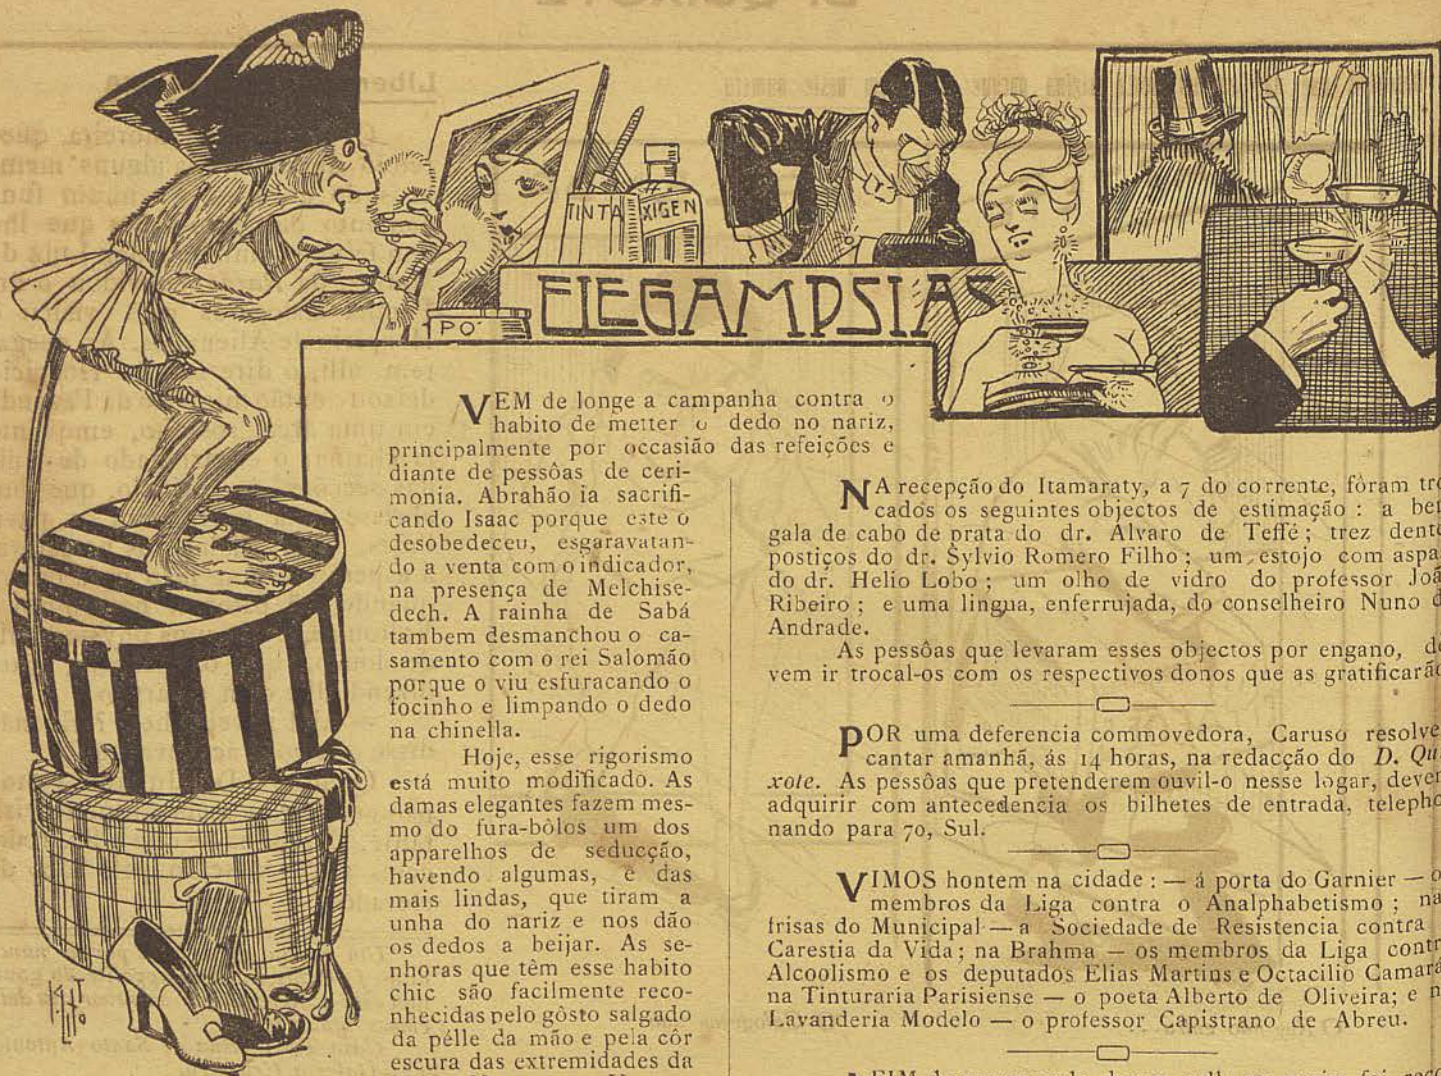 TINTA
XIGEN
PO'
ELEGAMPSIAS
VEM de longe a campanha contra o
habito de metter o dedo no nariz,
principalmente por occasião das refeições e
diante de pessôas de ceri-
monia. Abrahão ia sacrifi-
cando Isaac porque este o
desobedeceu, esgaravatan-
do a venta com o indicador,
na presença de Melchise-
dech. A rainha de Sabá
tambem desmanchou o ca-
samento com o rei Salomão
porque o viu esfuracando o
focinho e limpando o dedo
na chinella.
Hoje, esse rigorismo
está muito modificado. As
damas elegantes fazem mes-
mo do fura-bôlos um dos
apparelhos de seducção,
havendo algumas, e das
mais lindas, que tiram a
unha do nariz e nos dão
os dedos a beijar. As se-
nhoras que têm esse habito
chic são facilmente reco-
nhecidas pelo gôsto salgado
da pélle da mão e pela côr
escura das extremidades da
NA recepção do Itamaraty, a 7 do corrente, fôram tro
cados os seguintes objectos de estimação : a ben
gala de cabo de prata do dr. Alvaro de Teffé ; trez dente
postiços do dr. Sylvio Romero Filho ; um estojo com aspa
do dr. Helio Lobo ; um olho de vidro do professor Joã
Ribeiro ; e uma lingua, enferrujada, do conselheiro Nuno d
Andrade.
As pessôas que levaram esses objectos por engano, de
vem ir trocal-os com os respectivos donos que as gratificarão
POR uma deferencia commovedora, Caruso resolve
cantar amanhã, ás 14 horas, na redacção do D. Qui
xote. As pessôas que pretenderem ouvil-o nesse logar, devem
adquirir com antecedencia os bilhetes de entrada, telepho
nando para 70, Sul.
VIMOS hontem na cidade : — á porta do Garnier — o
membros da Liga contra o Analphabetismo ; na
frisas do Municipal — a Sociedade de Resistencia contra
Carestia da Vida ; na Brahma — os membros da Liga contr
Alcoolismo e os deputados Elias Martins e Octacilio Camará
na Tinturaria Parisiense — o poeta Alberto de Oliveira; e n
Lavanderia Modelo — o professor Capistrano de Abreu.